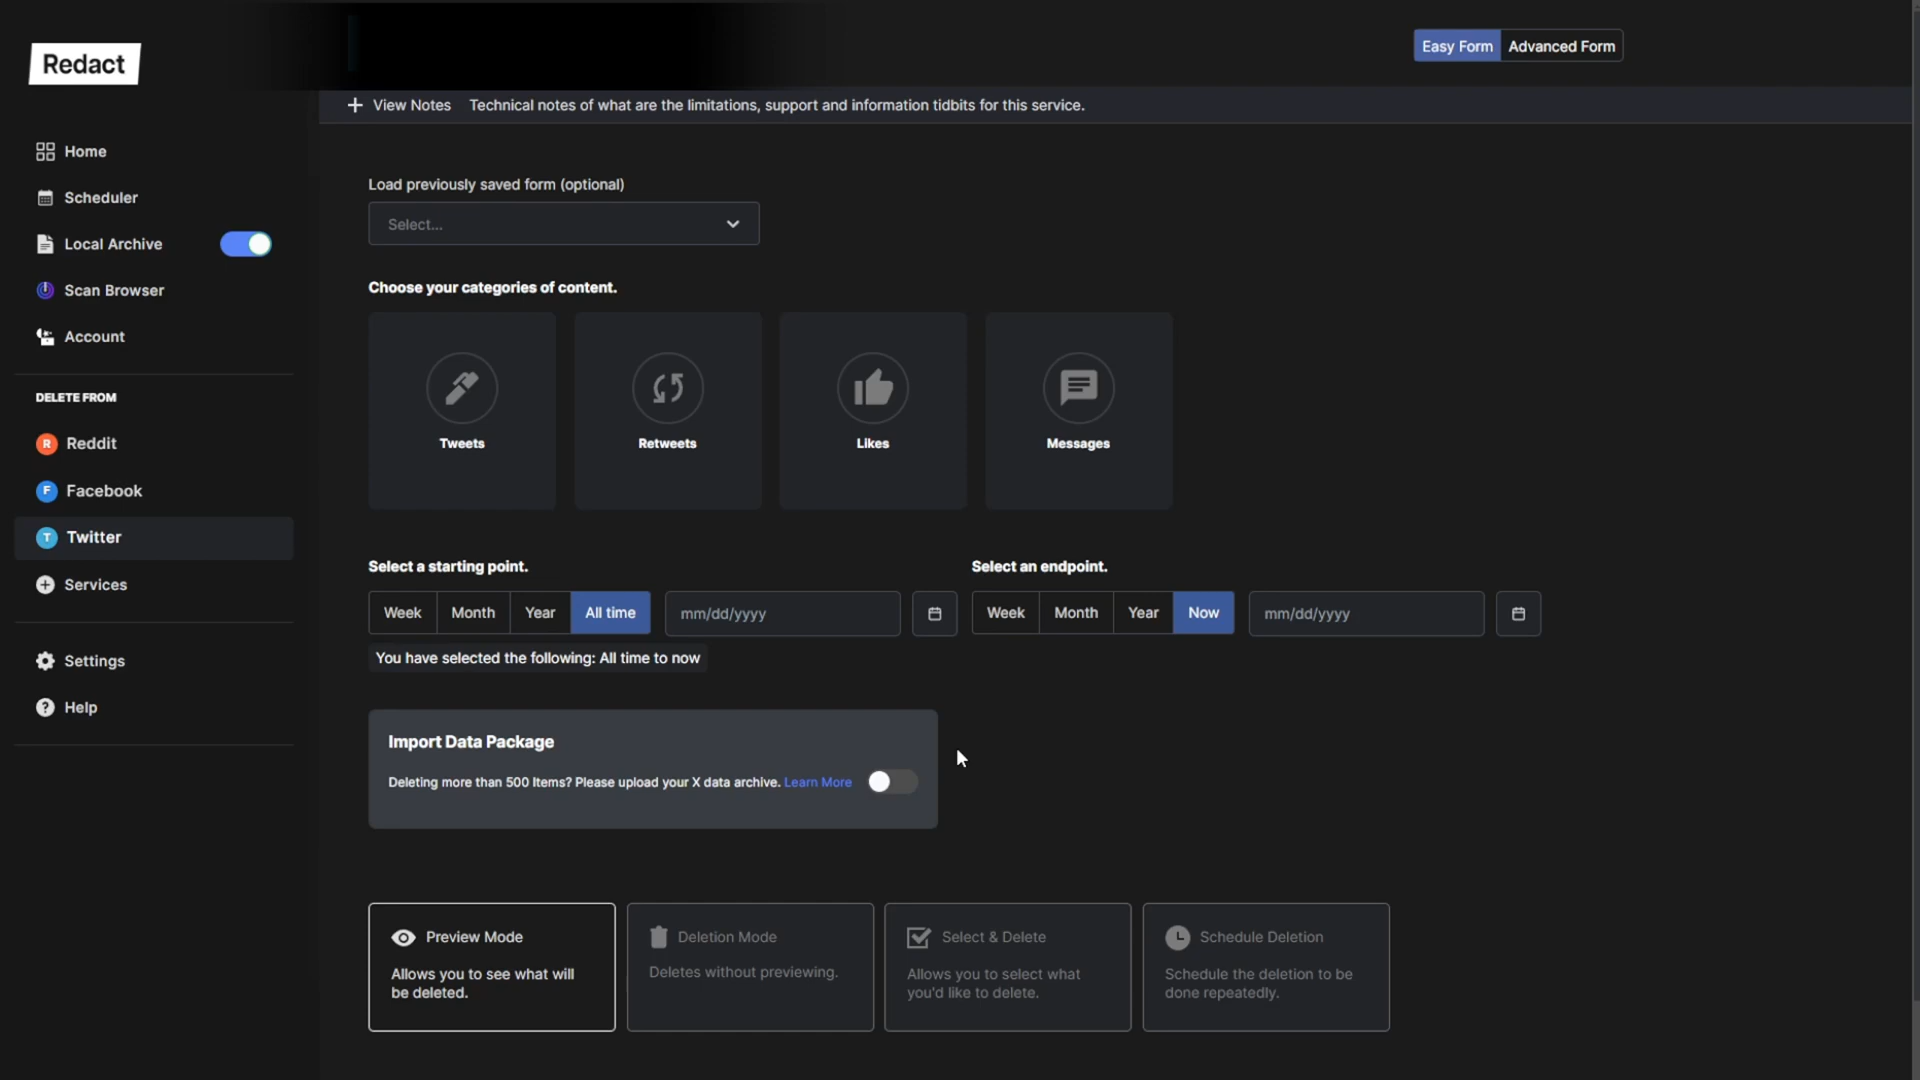 Redact
Easy Form
Advanced Form
View Notes Technical notes of what are the limitations, support and information tidbits for this service.
Home
Scheduler
Local Archive
Scan Browser
Account
DELETE FROM
R Reddit
F Facebook
T Twitter
Services
Settings
? Help
Load previously saved form (optional)
Select...
Choose your categories of content.
Tweets
Retweets
Likes
Messages
Select a starting point.
Week Month Year All time mm/dd/yyyy
You have selected the following: All time to now
Select an endpoint.
Week Month Year Now mm/dd/yyyy
Import Data Package
Deleting more than 500 Items? Please upload your X data archive. Learn More
Preview Mode
Allows you to see what will
be deleted.
Deletion Mode
Deletes without previewing.
Select & Delete
Allows you to select what
you'd like to delete.
Schedule Deletion
Schedule the deletion to be
done repeatedly.